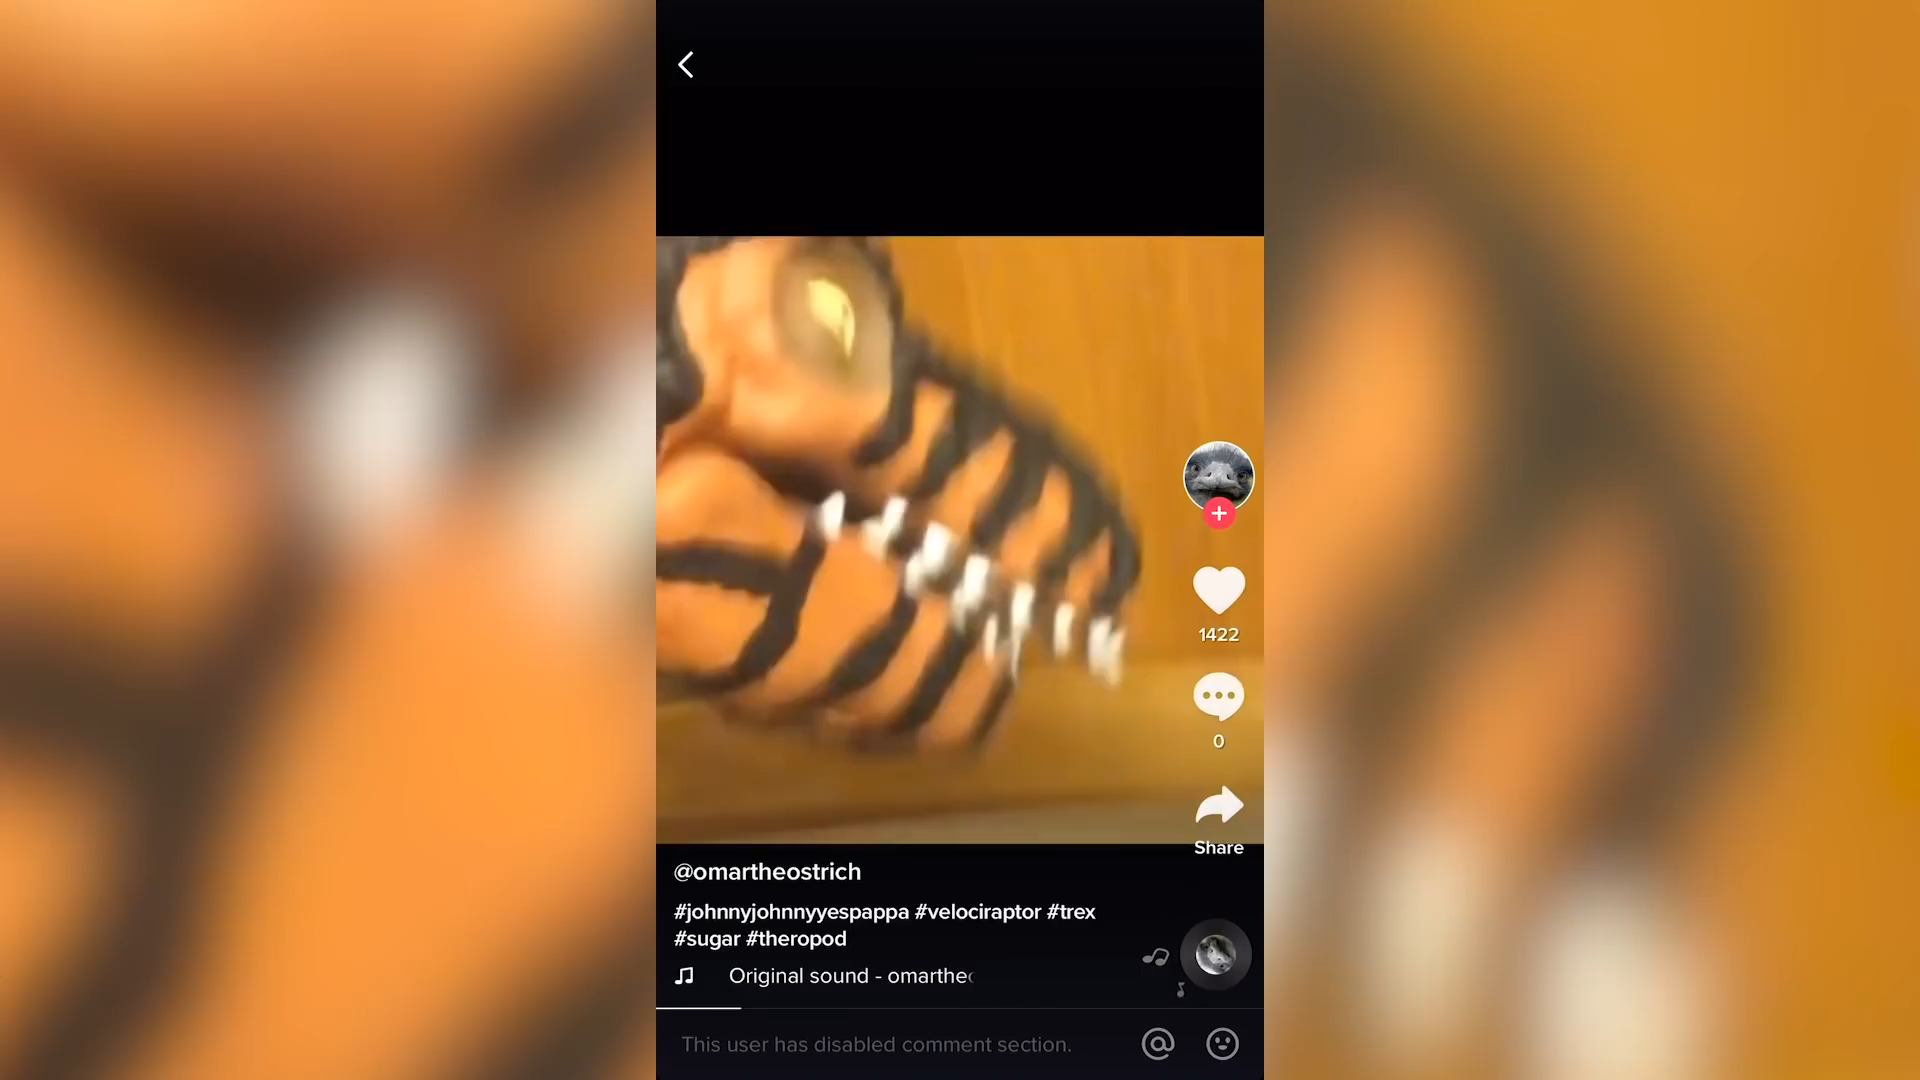 1422
0
Share
@omartheostrich
#johnnyjohnnyyespappa #velociraptor #trex
#sugar #theropod
Original sound - omarthe
This user has disabled comment section.